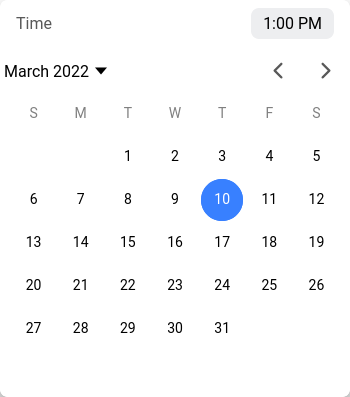 Time 1:00 PM
March 2022
S M T W T F S
1 2 3 4 5
6 7 8 9 10 11 12
13 14 15 16 17 18 19
20 21 22 23 24 25 26
27 28 29 30 31